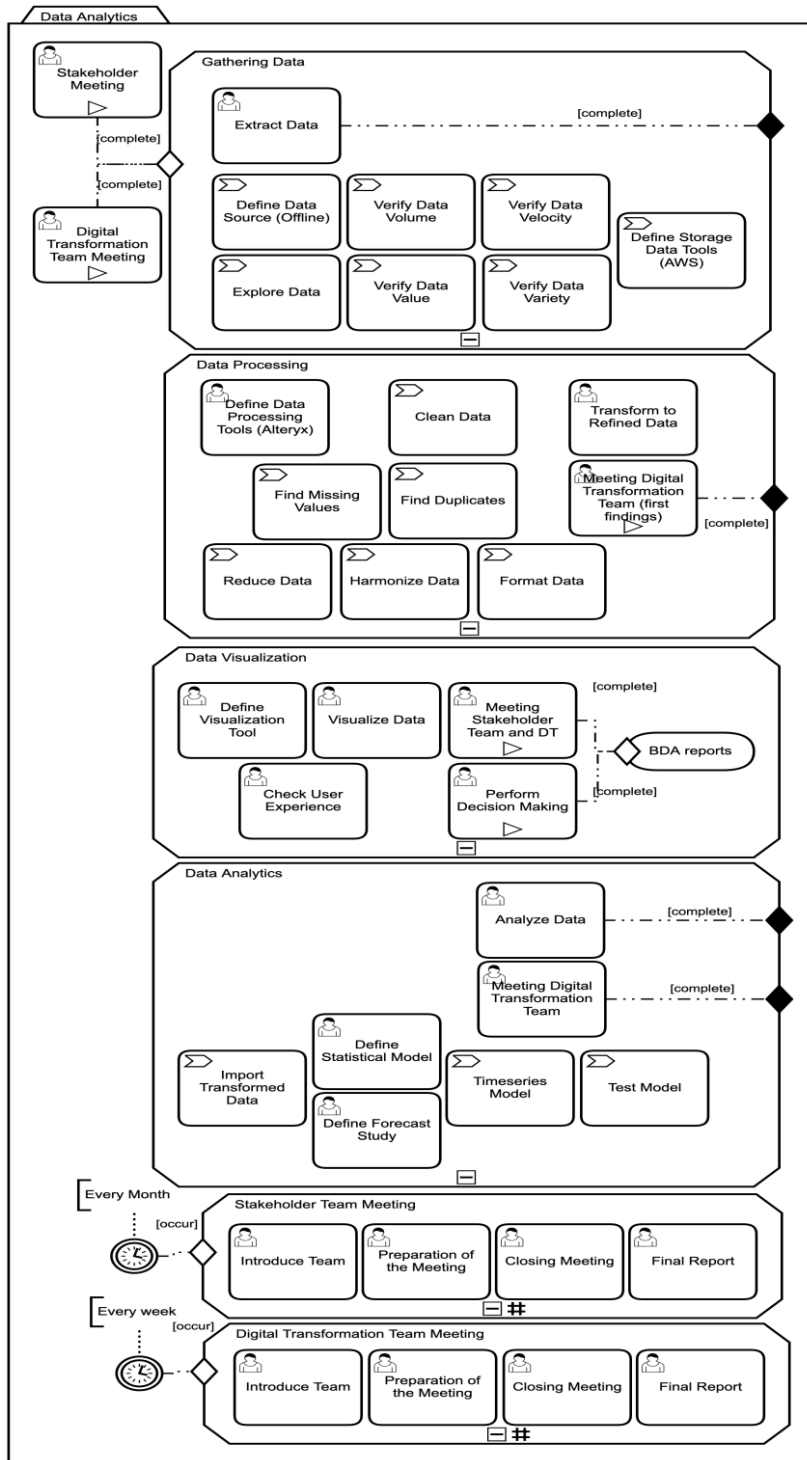 Data Analytics
Stakeholder
Meeting
[complete]
[complete]
Digital
Transformation
Team Meeting
Gathering Data
Extract Data
[complete]
Define Data
Source (Offline)
Verify Data
Volume
Verify Data
Velocity
Define Storage
Data Tools
(AWS)
Explore Data
Verify Data
Value
Verify Data
Variety
Data Processing
Define Data
Processing
Tools (Alteryx)
Clean Data
Transform to
Refined Data
Find Missing
Values
Find Duplicates
Meeting Digital
Transformation
Team (first
findings)
[complete]
Reduce Data
Harmonize Data
Format Data
Data Visualization
Define
Visualization
Tool
Visualize Data
Meeting
Stakeholder
Team and DT
[complete]
BDA reports
Check User
Experience
Perform
Decision Making
[complete]
Data Analytics
Analyze Data
[complete]
Meeting Digital
Transformation
Team
[complete]
Define
Statistical Model
Import
Transformed
Data
Timeseries
Model
Test Model
Define Forecast
Study
Every Month
[occur]
Stakeholder Team Meeting
Introduce Team
Preparation of
the Meeting
Closing Meeting
Final Report
Every week
[occur]
Digital Transformation Team Meeting
Introduce Team
Preparation of
the Meeting
Closing Meeting
Final Report